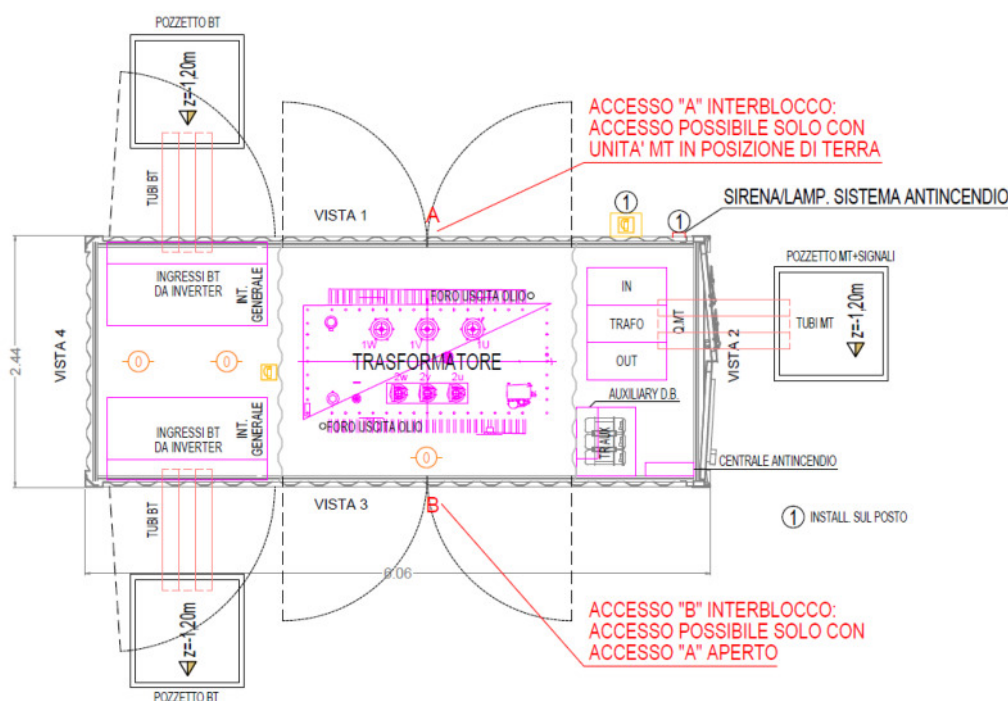 POZZETTO BT
z=-1,20m
TUBI BT
ACCESSO "A" INTERBLOCCO:
ACCESSO POSSIBILE SOLO CON
UNITA' MT IN POSIZIONE DI TERRA
VISTA 1
A
1
1
SIRENA/LAMP. SISTEMA ANTINCENDIO
POZZETTO MT+SIGNALI
TUBI MT
z=-1,20m
INGRESSI BT
DA INVERTER
INT.
GENERALE
FORO USCITA OLIO
IN
TRAFO
OUT
Q.MT
VISTA 2
1W
1V
1U
TRASFORMATORE
2w
2v
2u
VISTA 4
2.44
0
0
AUXILIARY D.B.
TR AUX
INGRESSI BT
DA INVERTER
INT.
GENERALE
FORO USCITA OLIO
0
CENTRALE ANTINCENDIO
VISTA 3
B
1 INSTALL. SUL POSTO
TUBI BT
6.06
z=-1,20m
POZZETTO BT
ACCESSO "B" INTERBLOCCO:
ACCESSO POSSIBILE SOLO CON
ACCESSO "A" APERTO